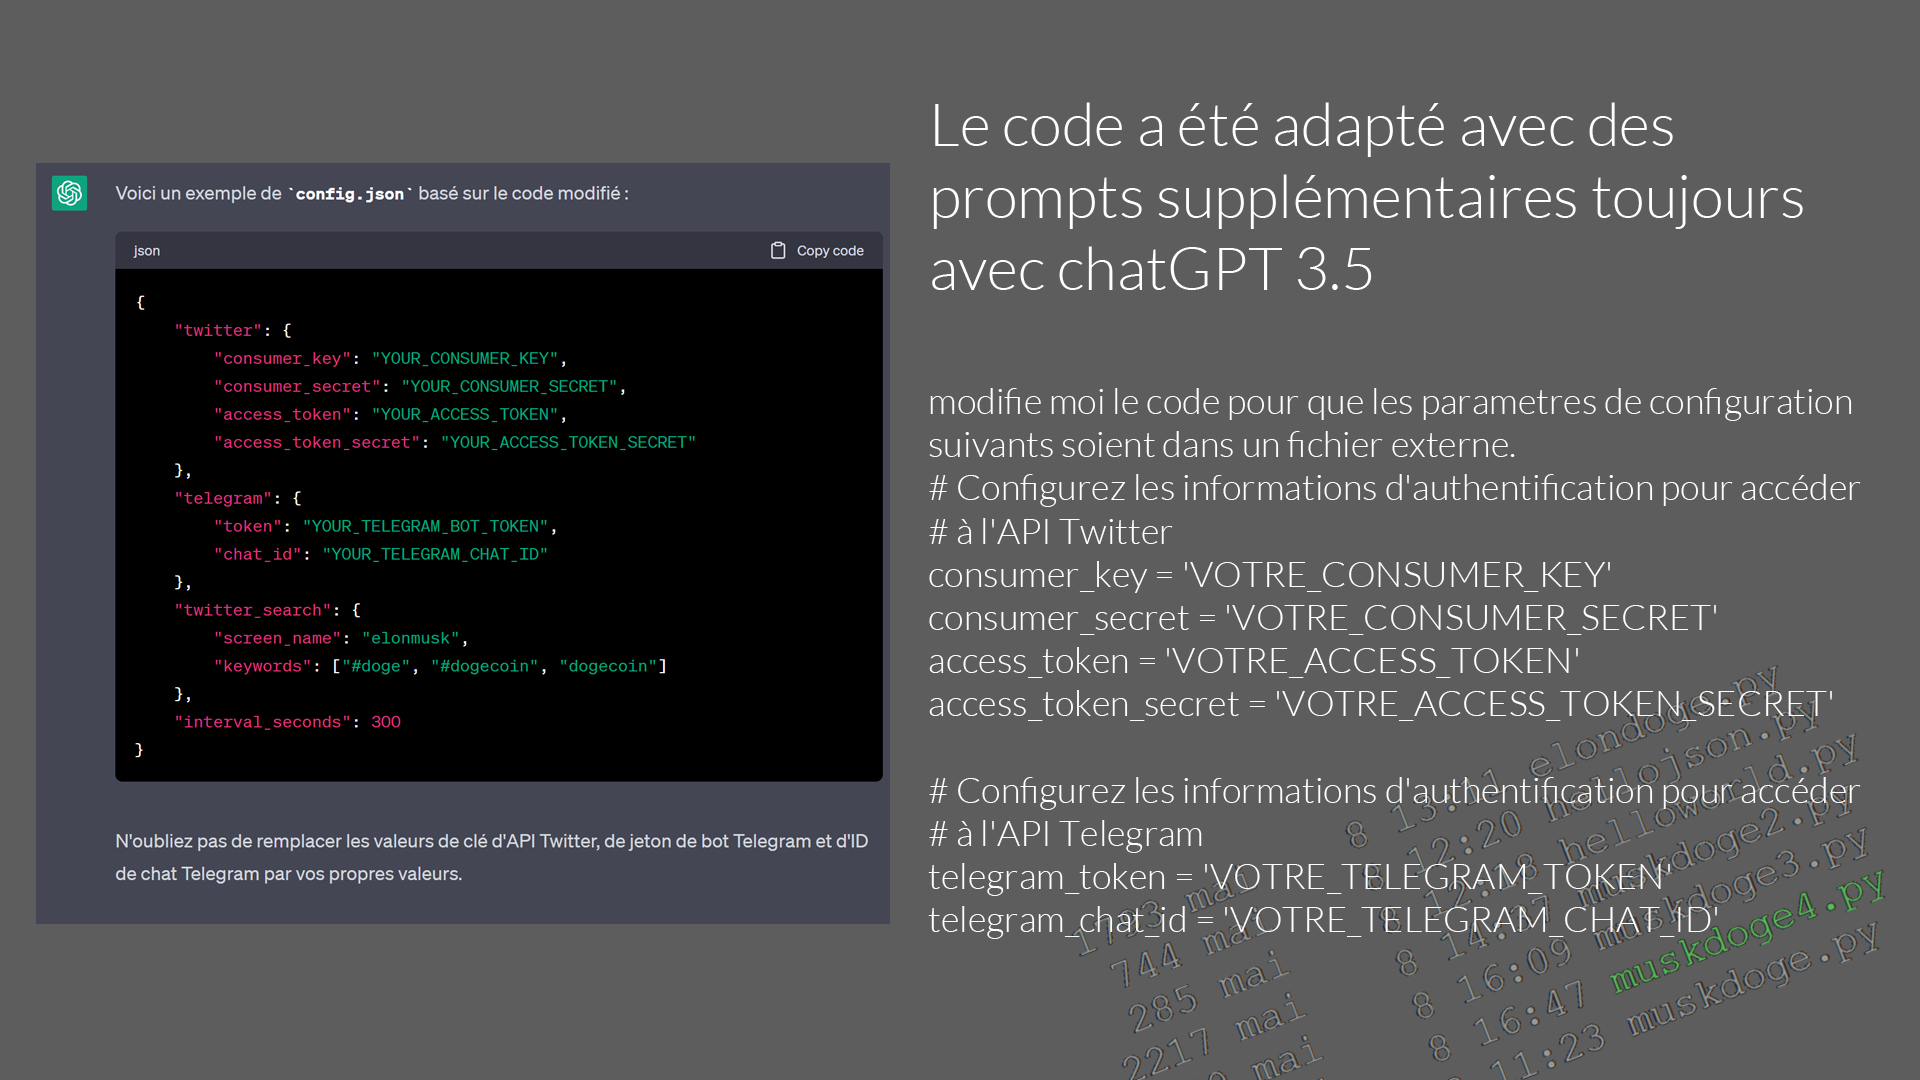 Voici un exemple de `config.json` basé sur le code modifié :
json
Copy code
{
"twitter": {
"consumer_key": "YOUR_CONSUMER_KEY",
"consumer_secret": "YOUR_CONSUMER_SECRET",
"access_token": "YOUR_ACCESS_TOKEN",
"access_token_secret": "YOUR_ACCESS_TOKEN_SECRET"
},
"telegram": {
"token": "YOUR_TELEGRAM_BOT_TOKEN",
"chat_id": "YOUR_TELEGRAM_CHAT_ID"
},
"twitter_search": {
"screen_name": "elonmusk",
"keywords": ["#doge", "#dogecoin", "dogecoin"]
},
"interval_seconds": 300
}
N'oubliez pas de remplacer les valeurs de clé d'API Twitter, de jeton de bot Telegram et d'ID
de chat Telegram par vos propres valeurs.
Le code a été adapté avec des
prompts supplémentaires toujours
avec chatGPT 3.5
modifie moi le code pour que les parametres de configuration
suivants soient dans un fichier externe.
# Configurez les informations d'authentification pour accéder
# à l'API Twitter
consumer_key = 'VOTRE_CONSUMER_KEY'
consumer_secret = 'VOTRE_CONSUMER_SECRET'
access_token = 'VOTRE_ACCESS_TOKEN'
access_token_secret = 'VOTRE_ACCESS_TOKEN_SECRET'
# Configurez les informations d'authentification pour accéder
# à l'API Telegram
telegram_token = 'VOTRE_TELEGRAM_TOKEN'
telegram_chat_id = 'VOTRE_TELEGRAM_CHAT_ID'
8 13:11 elondoge.py
8 12:20 hellojson.py
8 12:18 helloworld.py
1793 mai 8 14:07 muskdoge2.py
744 mai 8 16:09 muskdoge3.py
285 mai 8 16:47 muskdoge4.py
2217 mai 11:23 muskdoge.py
mai